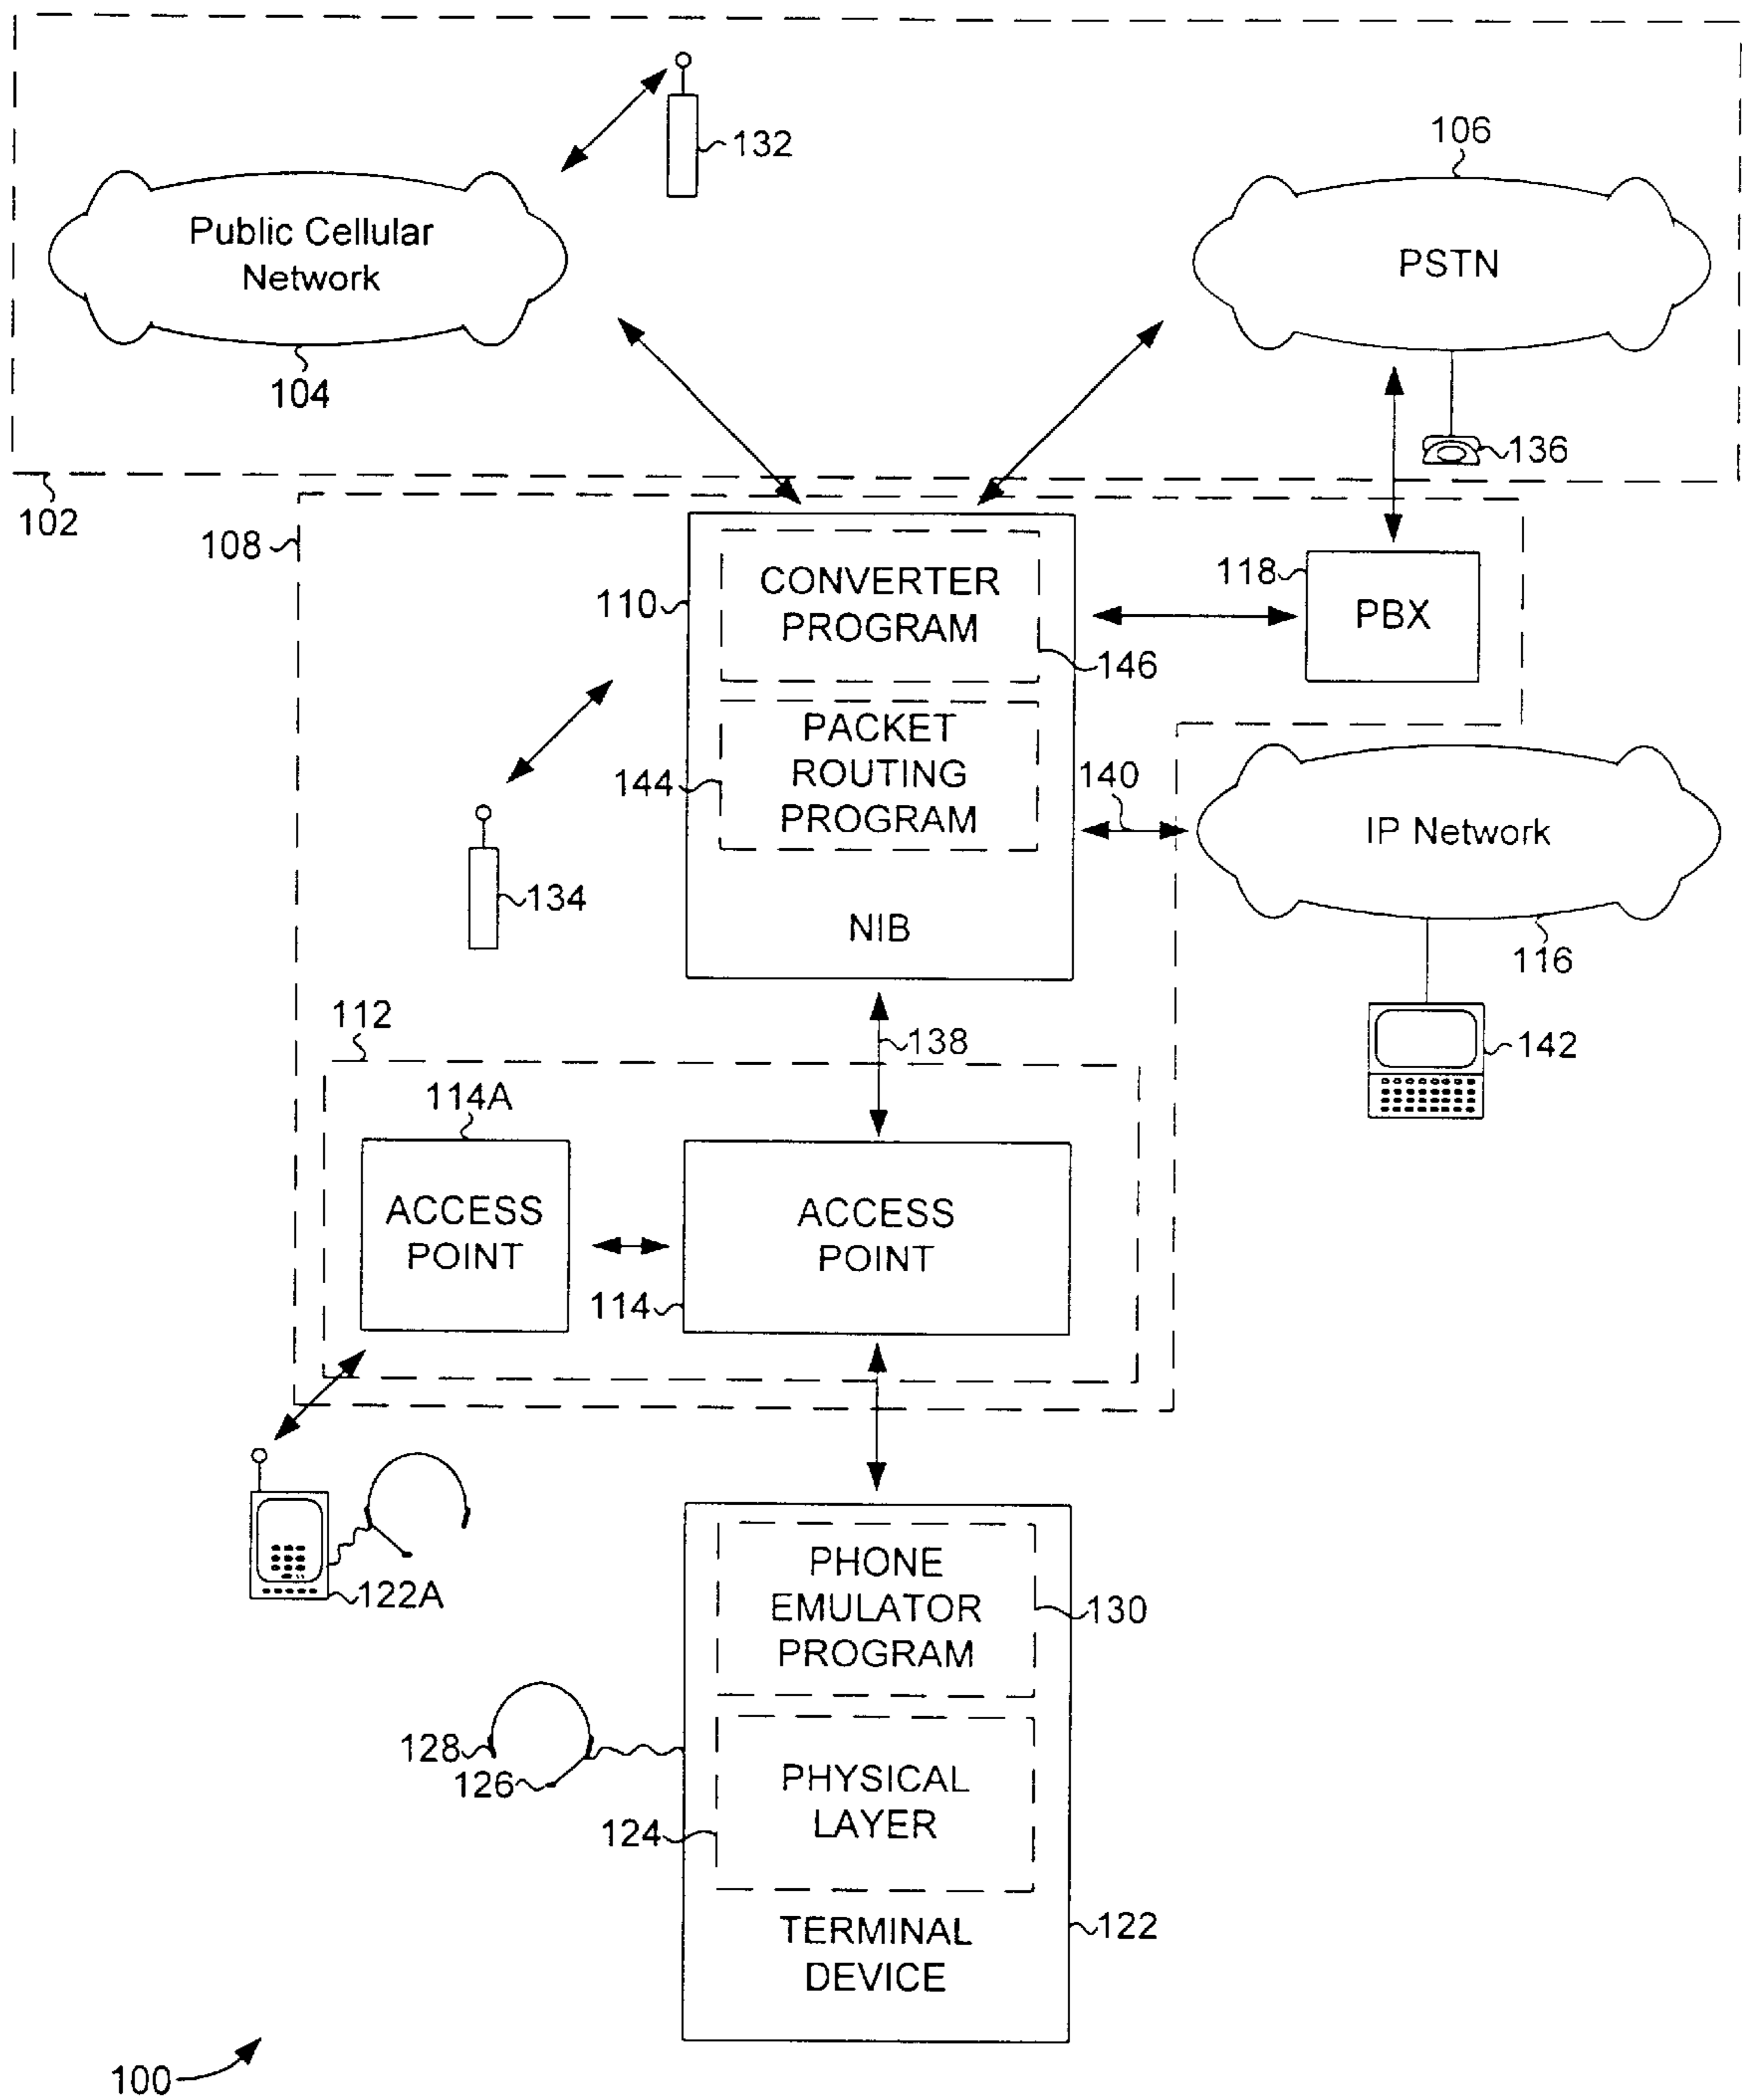 132
106
Public Cellular
Network
PSTN
104
136
102
108
CONVERTER
PROGRAM
110
118
PBX
146
PACKET
ROUTING
PROGRAM
144
140
IP Network
134
NIB
116
112
138
142
114A
ACCESS
POINT
ACCESS
POINT
114
122A
PHONE
EMULATOR
PROGRAM
130
128
126
PHYSICAL
LAYER
124
122
TERMINAL
DEVICE
100